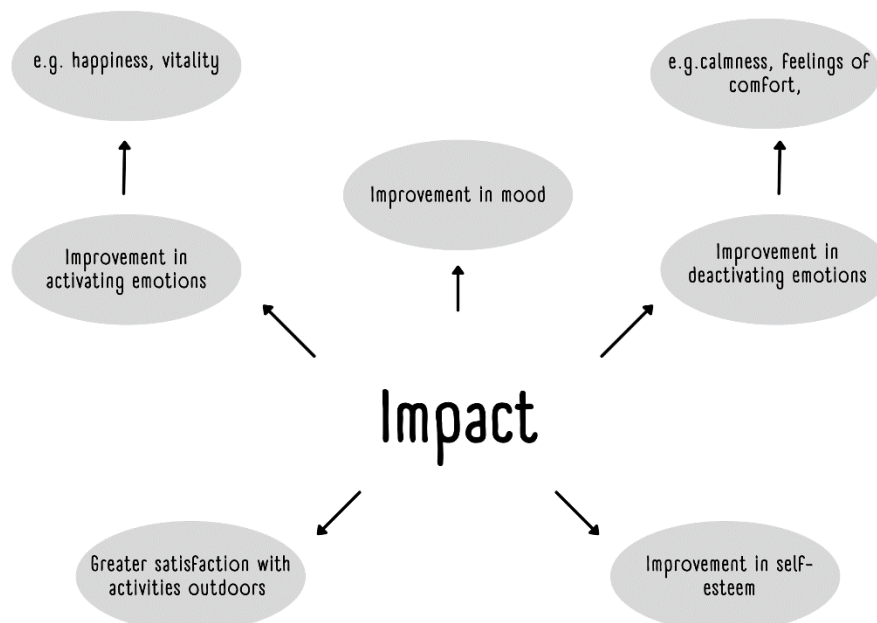 e.g. happiness, vitality
e.g.calmness, feelings of
comfort,
Improvement in mood
Improvement in
activating emotions
Improvement in
deactivating emotions
Impact
Greater satisfaction with
activities outdoors
Improvement in self-
esteem